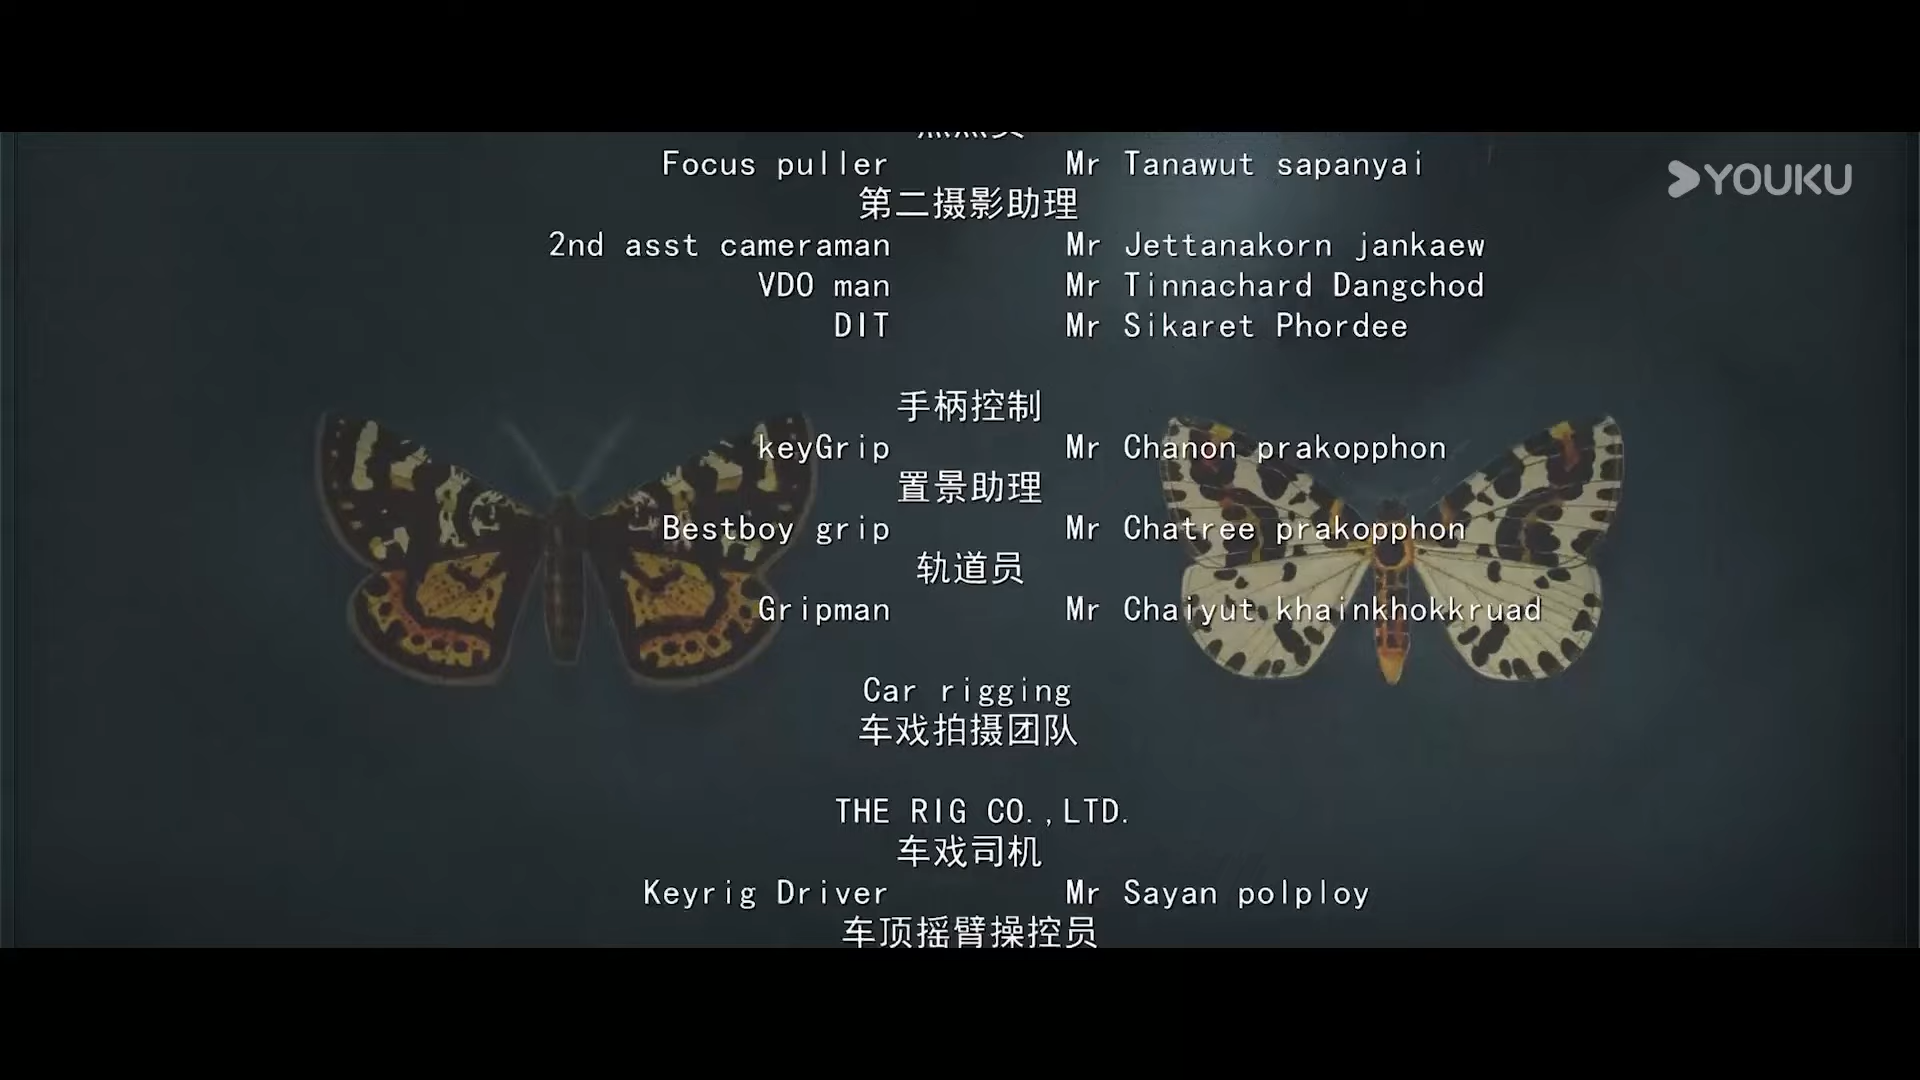 YOUKU
Focus puller Mr Tanawut sapanyai
第二摄影助理
2nd asst cameraman Mr Jettanakorn jankaew
VDO man Mr Tinnachard Dangchod
DIT Mr Sikaret Phordee
手柄控制
keyGrip Mr Chanon prakopphon
置景助理
Bestboy grip Mr Chatree prakopphon
轨道员
Gripman Mr Chaiyut khainkhokkruad
Car rigging
车戏拍摄团队
THE RIG CO.,LTD.
车戏司机
Keyrig Driver Mr Sayan polploy
车顶摇臂操控员